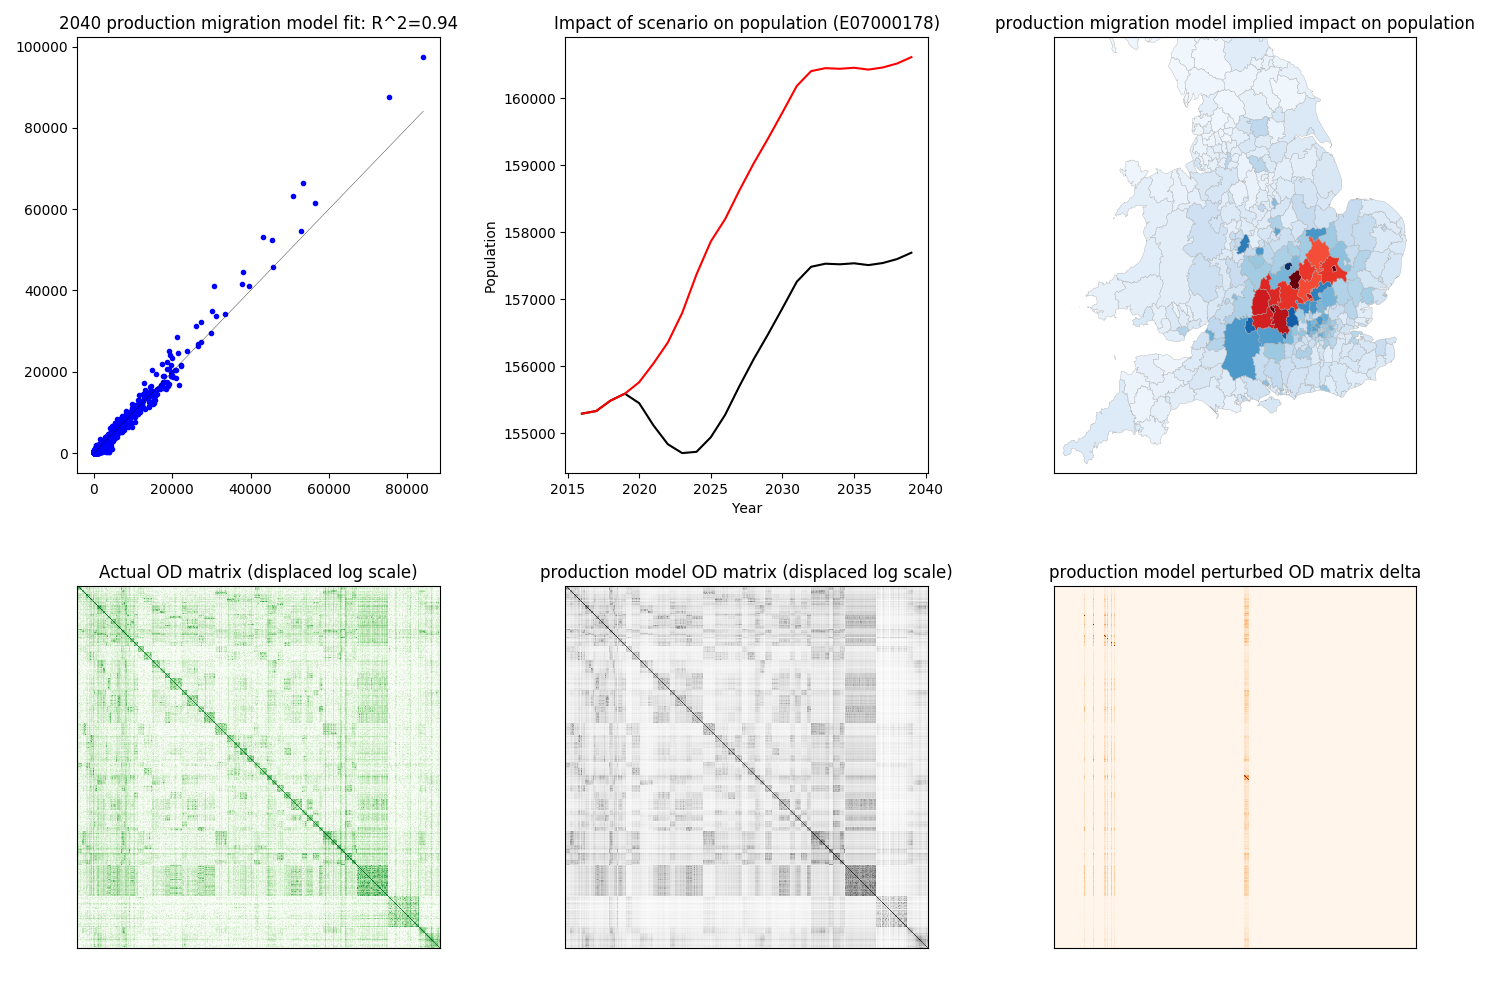 2040 production migration model fit: R^2=0.94
100000
80000
60000
40000
20000
0
0 20000 40000 60000 80000
Impact of scenario on population (E07000178)
Population
160000
159000
158000
157000
156000
155000
2015 2020 2025 2030 2035 2040
Year
production migration model implied impact on population
Actual OD matrix (displaced log scale)
production model OD matrix (displaced log scale)
production model perturbed OD matrix delta